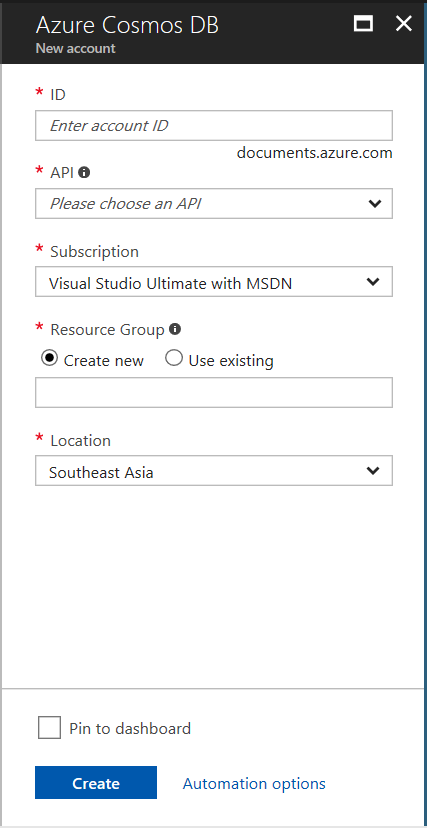 Azure Cosmos DB
New account
* ID
Enter account ID
documents.azure.com
* API
Please choose an API
* Subscription
Visual Studio Ultimate with MSDN
* Resource Group
Create new Use existing
* Location
Southeast Asia
Pin to dashboard
Create Automation options